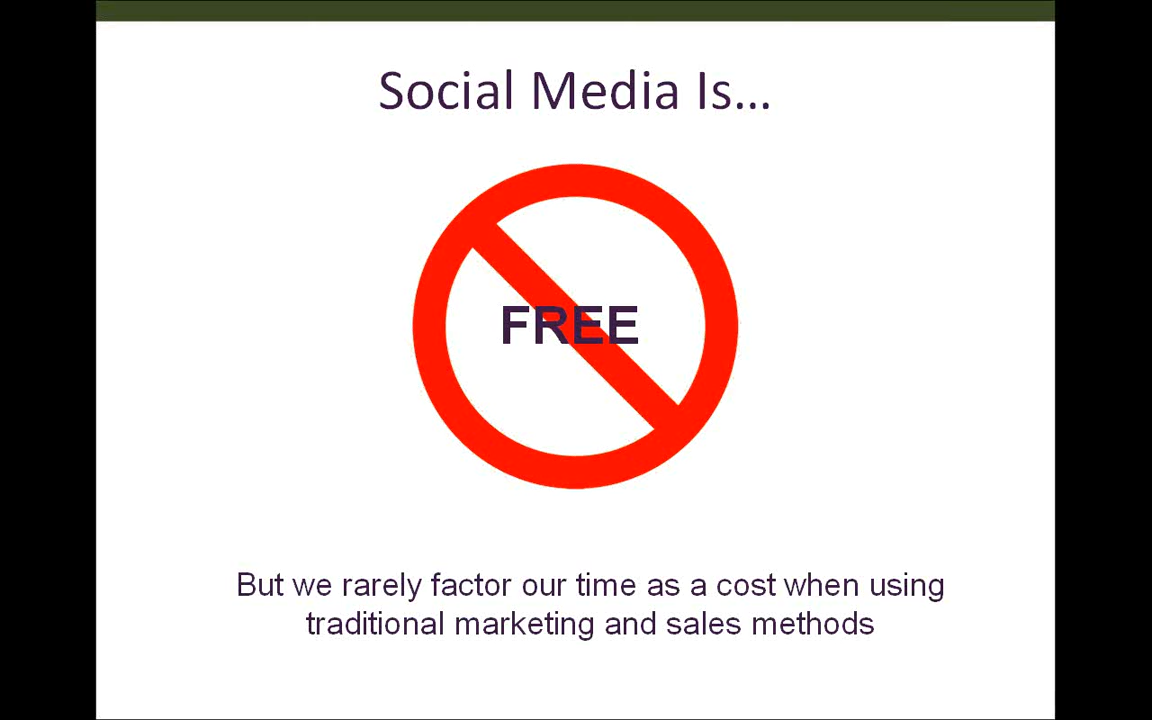 Social Media Is...
FREE
But we rarely factor our time as a cost when using
traditional marketing and sales methods